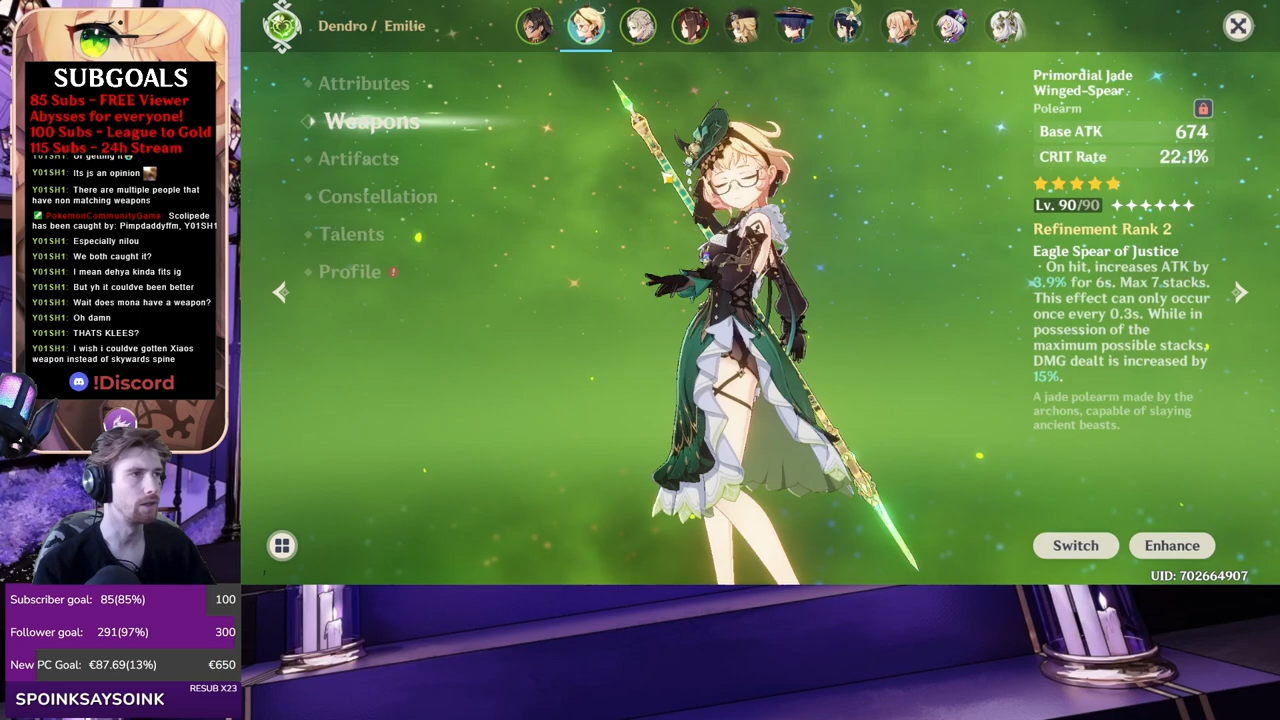 SUBGOALS
85 Subs - FREE Viewer
Abysses for everyone!
100 Subs - League to Gold
115 Subs - 24h Stream
Y01SH1: Its js an opinion
Y01SH1: There are multiple people that
have non matching weapons
PokemonCommunityGame: Scolipede
has been caught by: Pimpdaddyffm, Y01SH1
Y01SH1: Especially nilou
Y01SH1: We both caught it?
Y01SH1: I mean dehya kinda fits ig
Y01SH1: But yh it couldve been better
Y01SH1: Wait does mona have a weapon?
Y01SH1: Oh damn
Y01SH1: THATS KLEES?
Y01SH1: I wish i couldve gotten Xiaos
weapon instead of skywards spine
!Discord
Subscriber goal: 85(85%) 100
Follower goal: 291(97%) 300
New PC Goal: €87.69(13%) €650
SPOINKSAYSOINK RESUB X23
Dendro / Emilie
Attributes
Weapons
Artifacts
Constellation
Talents
Profile
Primordial Jade
Winged-Spear
Polearm
Base ATK 674
CRIT Rate 22.1%
Lv. 90/90
Refinement Rank 2
Eagle Spear of Justice
· On hit, increases ATK by
3.9% for 6s. Max 7 stacks.
This effect can only occur
once every 0.3s. While in
possession of the
maximum possible stacks,
DMG dealt is increased by
15%.
A jade polearm made by the
archons, capable of slaying
ancient beasts.
Switch
Enhance
UID: 702664907